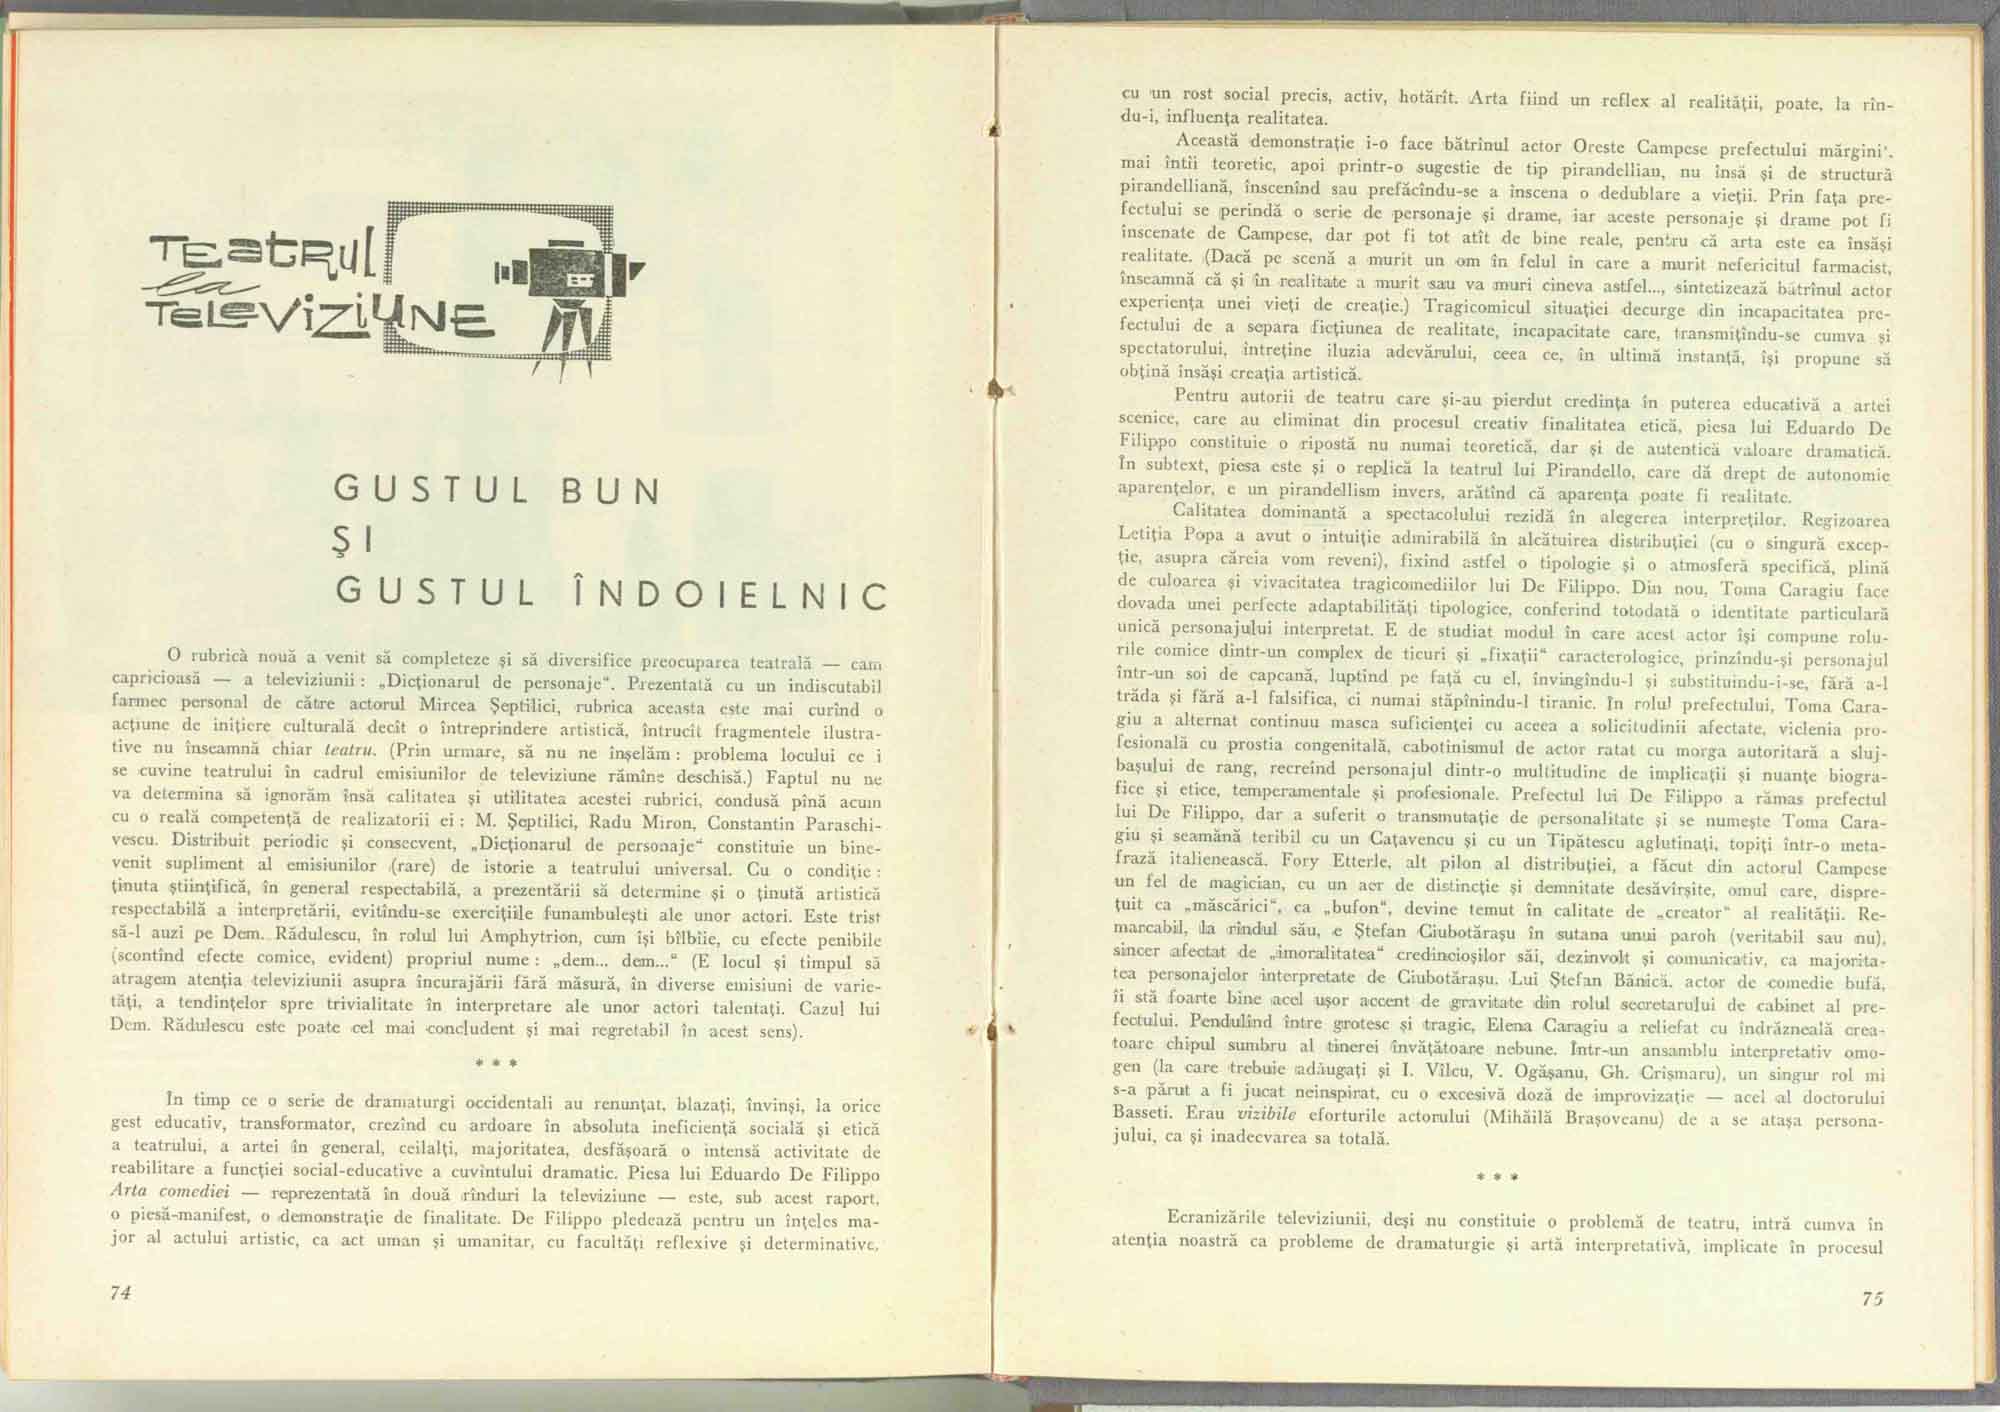 TEATRUL
la
TELEVIZIUNE
GUSTUL BUN
ŞI
GUSTUL ÎNDOIELNIC
O rubrică nouă a venit să completeze şi să diversifice preocuparea teatrală — cam
capricioasă — a televiziunii : „Dicţionarul de personaje“. Prezentată cu un indiscutabil
farmec personal de către actorul Mircea Şeptilici, rubrica aceasta este mai curînd o
acţiune de iniţiere culturală decît o întreprindere artistică, întrucît fragmentele ilustra-
tive nu înseamnă chiar teatru. (Prin urmare, să nu ne înşelăm : problema locului ce i
se cuvine teatrului în cadrul emisiunilor de televiziune rămîne deschisă.) Faptul nu ne
va determina să ignorăm însă calitatea şi utilitatea acestei rubrici, condusă pînă acum
cu o reală competenţă de realizatorii ei : M. Şeptilici, Radu Miron, Constantin Paraschi-
vescu. Distribuit periodic şi consecvent, „Dicţionarul de personaje“ constituie un bine-
venit supliment al emisiunilor (rare) de istorie a teatrului universal. Cu o condiţie :
ţinuta ştiinţifică, în general respectabilă, a prezentării să determine şi o ţinută artistică
respectabilă a interpretării, evitîndu-se exerciţiile funambuleşti ale unor actori. Este trist
să-l auzi pe Dem. Rădulescu, în rolul lui Amphytrion, cum îşi bîlbîie, cu efecte penibile
(scontînd efecte comice, evident) propriul nume : „dem... dem...“ (E locul şi timpul să
atragem atenţia televiziunii asupra încurajării fără măsură, în diverse emisiuni de varie-
tăţi, a tendinţelor spre trivialitate în interpretare ale unor actori talentaţi. Cazul lui
Dem. Rădulescu este poate cel mai concludent şi mai regretabil în acest sens).
* * *
În timp ce o serie de dramaturgi occidentali au renunţat, blazaţi, învinşi, la orice
gest educativ, transformator, crezînd cu ardoare în absoluta ineficienţă socială şi etică
a teatrului, a artei în general, ceilalţi, majoritatea, desfăşoară o intensă activitate de
reabilitare a funcţiei social-educative a cuvîntului dramatic. Piesa lui Eduardo De Filippo
Arta comediei — reprezentată în două rînduri la televiziune — este, sub acest raport,
o piesă-manifest, o demonstraţie de finalitate. De Filippo pledează pentru un înţeles ma-
jor al actului artistic, ca act uman şi umanitar, cu facultăţi reflexive şi determinative,
74
cu un rost social precis, activ, hotărît. Arta fiind un reflex al realităţii, poate, la rîn-
du-i, influenţa realitatea.
Această demonstraţie i-o face bătrînul actor Oreste Campese prefectului mărginit,
mai întîi teoretic, apoi printr-o sugestie de tip pirandellian, nu însă şi de structură
pirandelliană, înscenînd sau prefăcîndu-se a înscena o dedublare a vieţii. Prin faţa pre-
fectului se perindă o serie de personaje şi drame, iar aceste personaje şi drame pot fi
înscenate de Campese, dar pot fi tot atît de bine reale, pentru că arta este ea însăşi
realitate. (Dacă pe scenă a murit un om în felul în care a murit nefericitul farmacist,
înseamnă că şi în realitate a murit sau va muri cineva astfel..., sintetizează bătrînul actor
experienţa unei vieţi de creaţie.) Tragicomicul situaţiei decurge din incapacitatea pre-
fectului de a separa ficţiunea de realitate, incapacitate care, transmiţîndu-se cumva şi
spectatorului, întreţine iluzia adevărului, ceea ce, în ultimă instanţă, îşi propune să
obţină însăşi creaţia artistică.
Pentru autorii de teatru care şi-au pierdut credinţa în puterea educativă a artei
scenice, care au eliminat din procesul creativ finalitatea etică, piesa lui Eduardo De
Filippo constituie o ripostă nu numai teoretică, dar şi de autentică valoare dramatică.
În subtext, piesa este şi o replică la teatrul lui Pirandello, care dă drept de autonomie
aparenţelor, e un pirandellism invers, arătînd că aparenţa poate fi realitate.
Calitatea dominantă a spectacolului rezidă în alegerea interpreţilor. Regizoarea
Letiţia Popa a avut o intuiţie admirabilă în alcătuirea distribuţiei (cu o singură excep-
ţie, asupra căreia vom reveni), fixînd astfel o tipologie şi o atmosferă specifică, plină
de culoarea şi vivacitatea tragicomediilor lui De Filippo. Din nou, Toma Caragiu face
dovada unei perfecte adaptabilităţi tipologice, conferind totodată o identitate particulară
unică personajului interpretat. E de studiat modul în care acest actor îşi compune rolu-
rile comice dintr-un complex de ticuri şi „fixaţii“ caracterologice, prinzîndu-şi personajul
într-un soi de capcană, luptînd pe faţă cu el, învingîndu-l şi substituindu-i-se, fără a-l
trăda şi fără a-l falsifica, ci numai stăpînindu-l tiranic. În rolul prefectului, Toma Cara-
giu a alternat continuu masca suficienţei cu aceea a solicitudinii afectate, viclenia pro-
fesională cu prostia congenitală, cabotinismul de actor ratat cu morga autoritară a sluj-
başului de rang, recreînd personajul dintr-o multitudine de implicaţii şi nuanţe biogra-
fice şi etice, temperamentale şi profesionale. Prefectul lui De Filippo a rămas prefectul
lui De Filippo, dar a suferit o transmutaţie de personalitate şi se numeşte Toma Cara-
giu şi seamănă teribil cu un Caţavencu şi cu un Tipătescu aglutinaţi, topiţi într-o meta-
frază italienească. Fory Etterle, alt pilon al distribuţiei, a făcut din actorul Campese
un fel de magician, cu un aer de distincţie şi demnitate desăvîrşite, omul care, dispre-
ţuit ca „măscărici“, ca „bufon“, devine temut în calitate de „creator“ al realităţii. Re-
marcabil, la rîndul său, e Ştefan Ciubotăraşu în sutana unui paroh (veritabil sau nu),
sincer afectat de „imoralitatea“ credincioşilor săi, dezinvolt şi comunicativ, ca majorita-
tea personajelor interpretate de Ciubotăraşu. Lui Ştefan Bănică, actor de comedie bufă,
îi stă foarte bine acel uşor accent de gravitate din rolul secretarului de cabinet al pre-
fectului. Pendulînd între grotesc şi tragic, Elena Caragiu a reliefat cu îndrăzneală crea-
toare chipul sumbru al tinerei învăţătoare nebune. Într-un ansamblu interpretativ omo-
gen (la care trebuie adăugaţi şi I. Vîlcu, V. Ogăşanu, Gh. Crîşmaru), un singur rol mi
s-a părut a fi jucat neinspirat, cu o excesivă doză de improvizaţie — acel al doctorului
Basseti. Erau vizibile eforturile actorului (Mihăilă Braşoveanu) de a se ataşa persona-
jului, ca şi inadecvarea sa totală.
* * *
Ecranizările televiziunii, deşi nu constituie o problemă de teatru, intră cumva în
atenţia noastră ca probleme de dramaturgie şi artă interpretativă, implicate în procesul
75